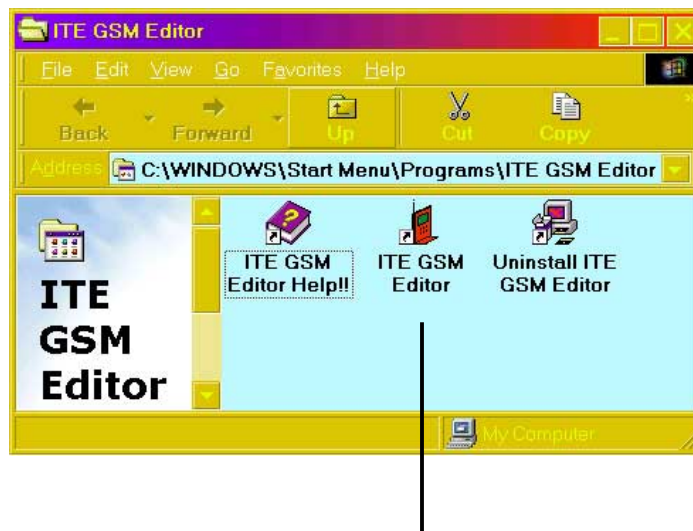 ITE GSM Editor
File Edit View Go Favorites Help
Back Forward Up Cut Copy
Address C:\WINDOWS\Start Menu\Programs\ITE GSM Editor
ITE
GSM
Editor
ITE GSM
Editor Help!!
ITE GSM
Editor
Uninstall ITE
GSM Editor
My Computer